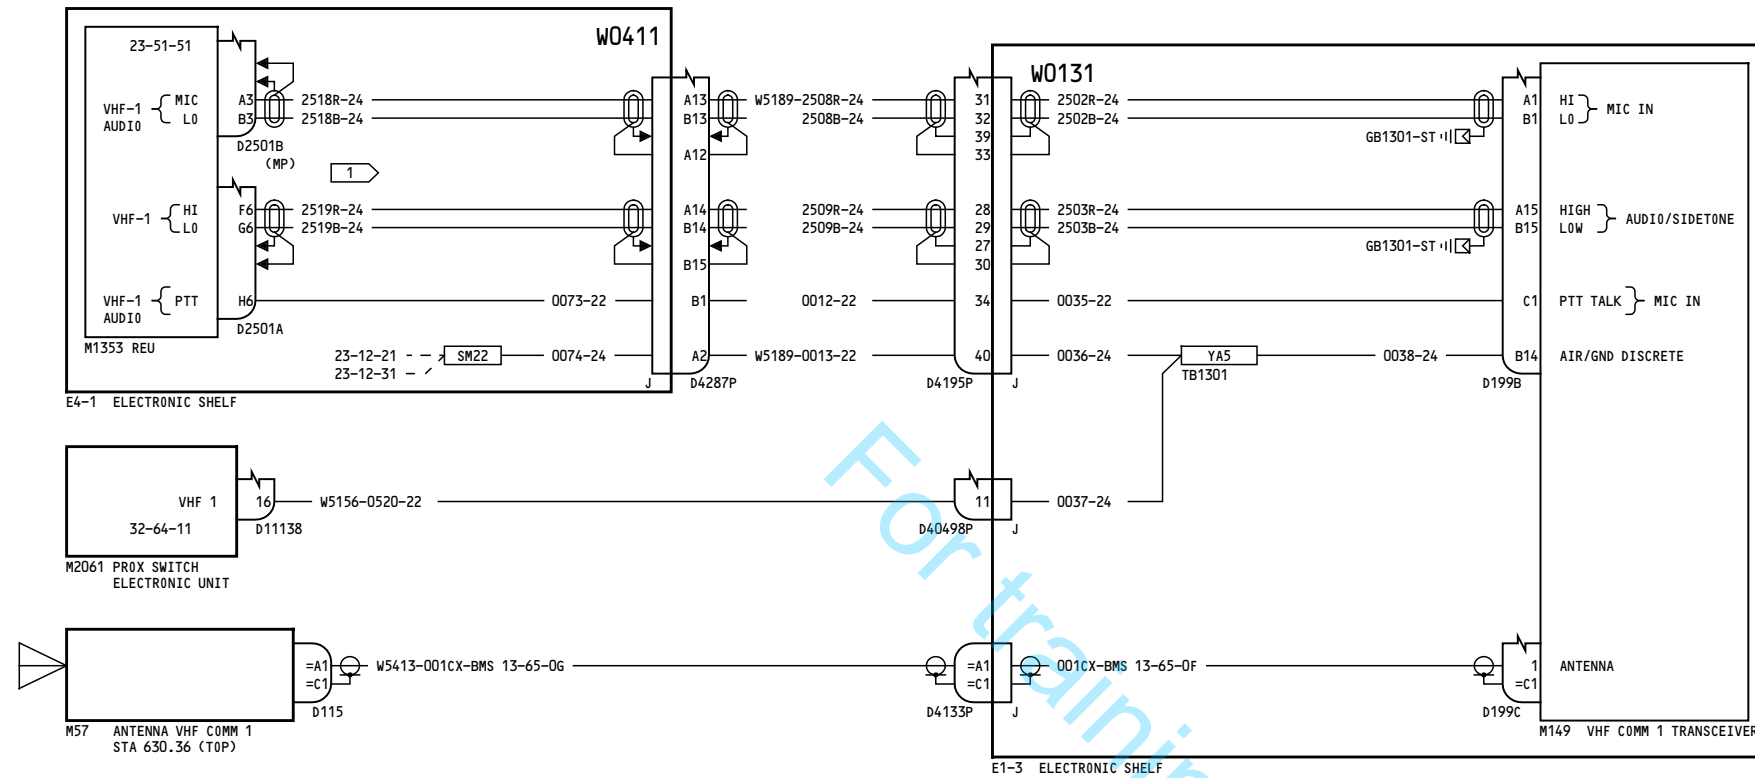 W0411
23-51-51
W0131
VHF-1 AUDIO { MIC A3 2518R-24 A13 W5189-2508R-24 31 2502R-24 A1 HI } MIC IN
LO B3 2518B-24 B13 2508B-24 32 2502B-24 B1 LO
39 GB1301-ST
D2501B
(MP)
A12 33
1
VHF-1 { HI F6 2519R-24 A14 2509R-24 28 2503R-24 A15 HIGH } AUDIO/SIDETONE
LO G6 2519B-24 B14 2509B-24 29 2503B-24 B15 LOW
27 GB1301-ST
B15 30
VHF-1 AUDIO { PTT H6 0073-22 B1 0012-22 34 0035-22 C1 PTT TALK } MIC IN
D2501A
M1353 REU
23-12-21 SM22 0074-24 A2 W5189-0013-22 40 0036-24 YA5 0038-24 B14 AIR/GND DISCRETE
23-12-31
TB1301
J D4287P D4195P J D199B
E4-1 ELECTRONIC SHELF
VHF 1 16 W5156-0520-22 11 0037-24
32-64-11 D11138 D40498P J
M2061 PROX SWITCH
ELECTRONIC UNIT
=A1 W5413-001CX-BMS 13-65-0G =A1 001CX-BMS 13-65-0F 1 ANTENNA
=C1 =C1 =C1
D115 D4133P J D199C
M57 ANTENNA VHF COMM 1
STA 630.36 (TOP)
M149 VHF COMM 1 TRANSCEIVER
E1-3 ELECTRONIC SHELF
For trainin